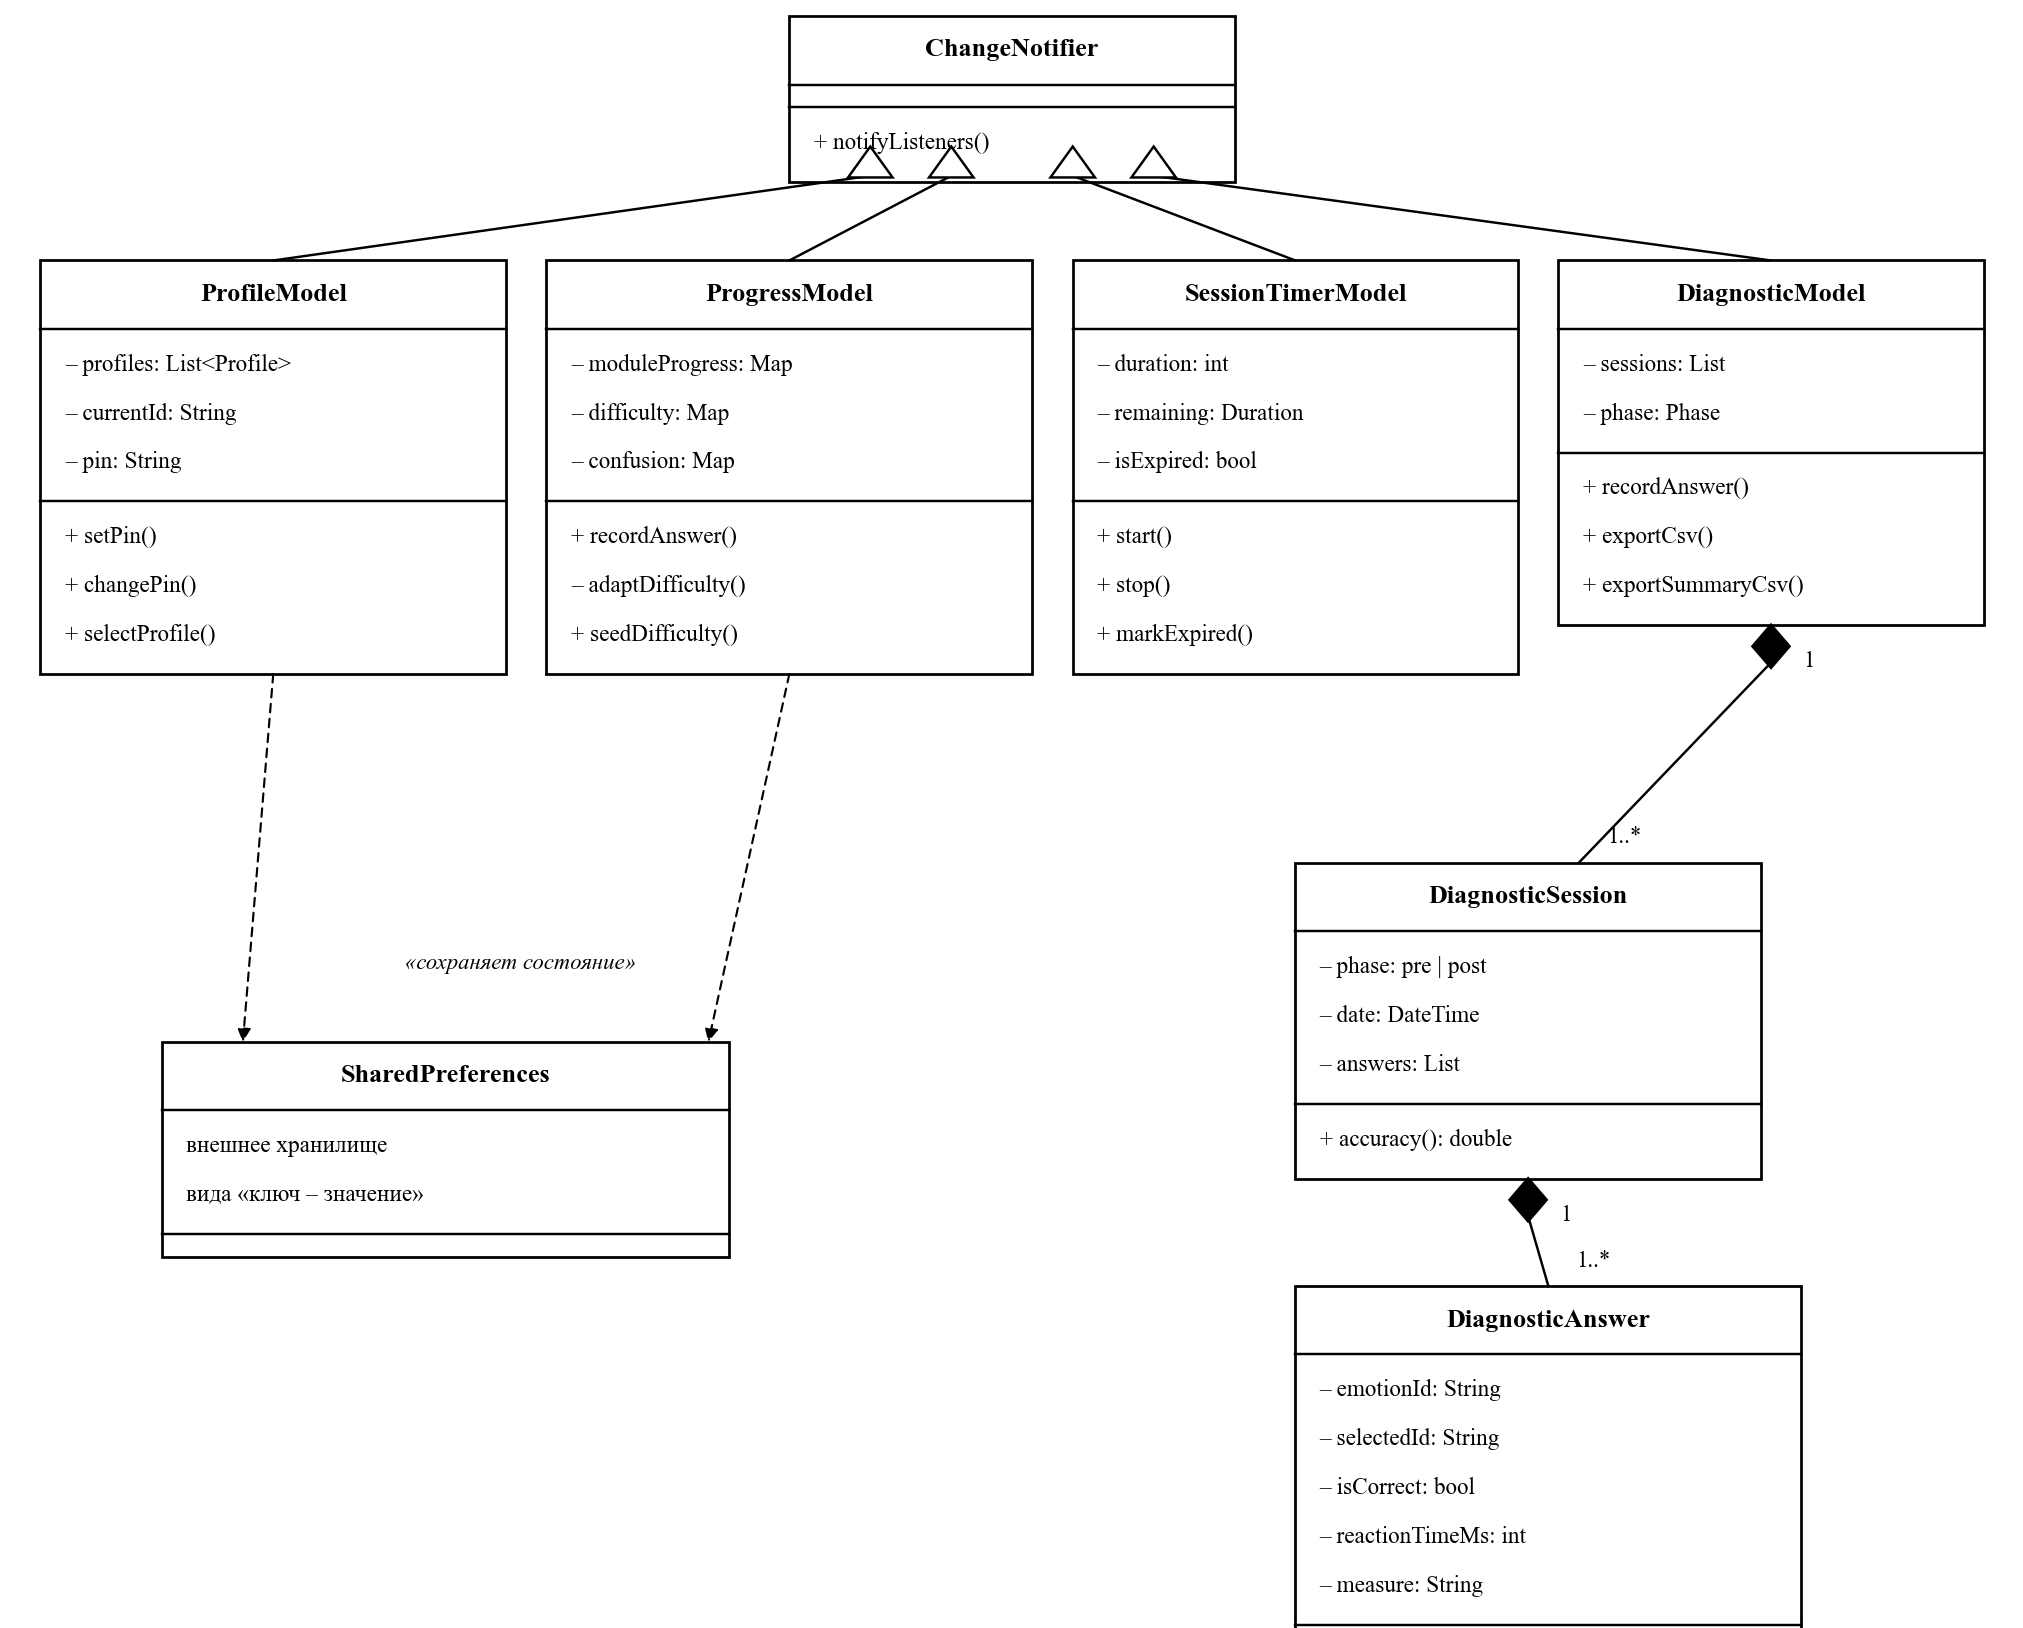 ChangeNotifier
+ notifyListeners()
ProfileModel
– profiles: List<Profile>
– currentId: String
– pin: String
+ setPin()
+ changePin()
+ selectProfile()
ProgressModel
– moduleProgress: Map
– difficulty: Map
– confusion: Map
+ recordAnswer()
– adaptDifficulty()
+ seedDifficulty()
SessionTimerModel
– duration: int
– remaining: Duration
– isExpired: bool
+ start()
+ stop()
+ markExpired()
DiagnosticModel
– sessions: List
– phase: Phase
+ recordAnswer()
+ exportCsv()
+ exportSummaryCsv()
1
1..*
«сохраняет состояние»
SharedPreferences
внешнее хранилище
вида «ключ – значение»
DiagnosticSession
– phase: pre | post
– date: DateTime
– answers: List
+ accuracy(): double
1
1..*
DiagnosticAnswer
– emotionId: String
– selectedId: String
– isCorrect: bool
– reactionTimeMs: int
– measure: String